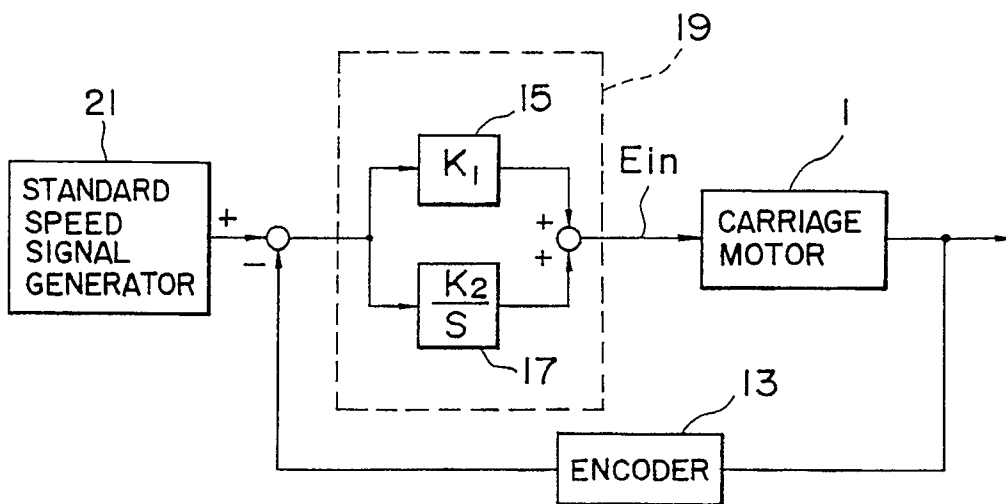 19
21
15
1
STANDARD
SPEED
SIGNAL
GENERATOR
+
−
K1
+
+
Ein
CARRIAGE
MOTOR
K2
S
17
13
ENCODER